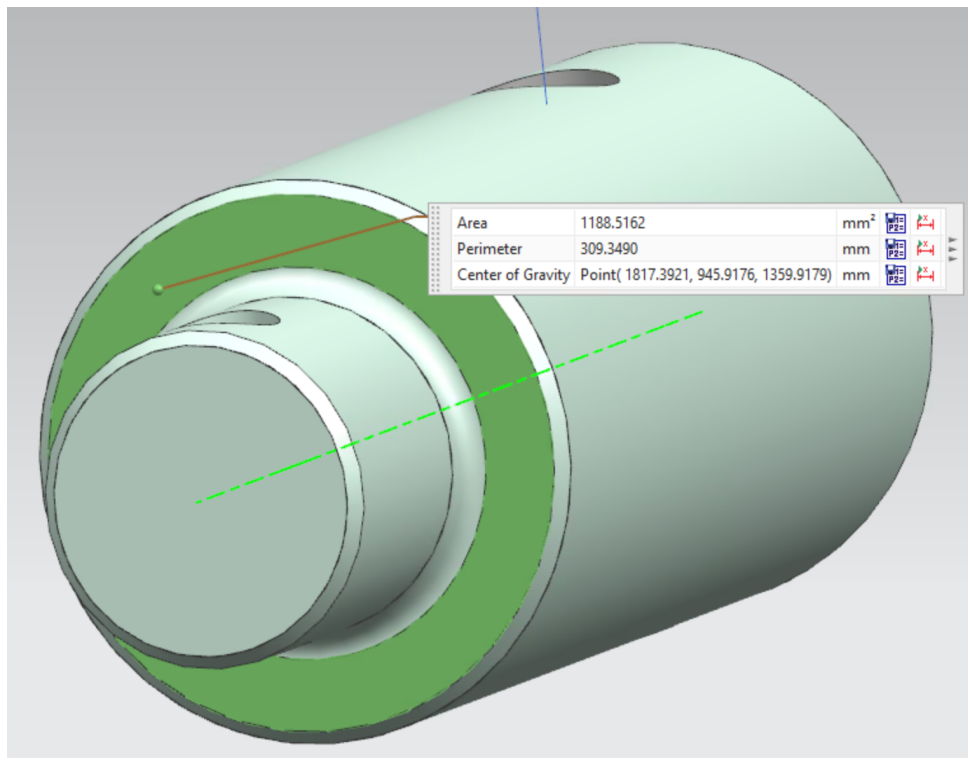 Area 1188.5162 mm²
Perimeter 309.3490 mm
Center of Gravity Point( 1817.3921, 945.9176, 1359.9179) mm